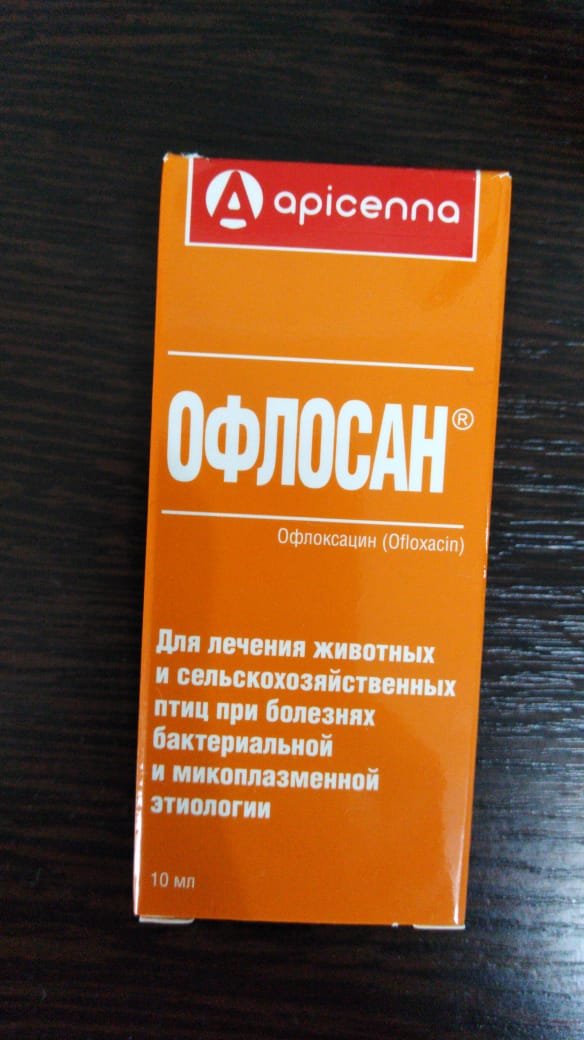 apicenna
ОФЛОСАН®
Офлоксацин (Ofloxacin)
Для лечения животных
и сельскохозяйственных
птиц при болезнях
бактериальной
и микоплазменной
этиологии
10 мл